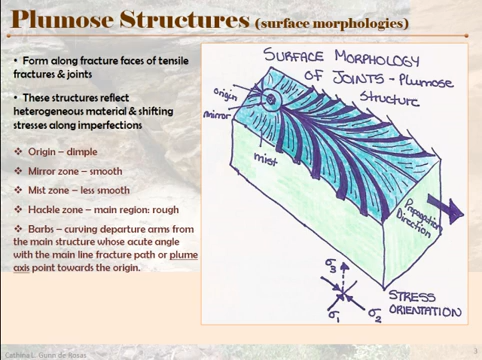 Plumose Structures (surface morphologies)
• Form along fracture faces of tensile
fractures & joints
• These structures reflect
heterogeneous material & shifting
stresses along imperfections
❖ Origin – dimple
❖ Mirror zone – smooth
❖ Mist zone – less smooth
❖ Hackle zone – main region: rough
❖ Barbs – curving departure arms from
the main structure whose acute angle
with the main line fracture path or plume
axis point towards the origin.
SURFACE MORPHOLOGY
OF JOINTS - Plumose
Structure
origin
mirror
mist
Propagation
Direction
σ3
σ1
σ2
STRESS
ORIENTATION
Cathina L. Gunn de Rosas
3